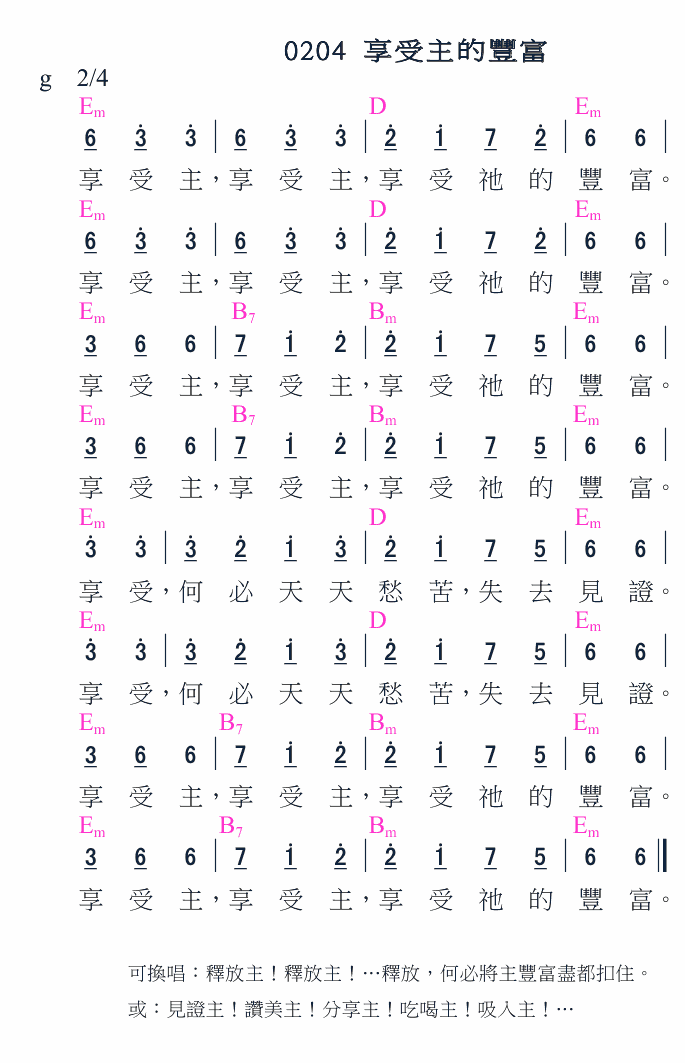 0204 享受主的豐富
g 2/4
Em D Em
6 3̇ 3̇ | 6 3̇ 3̇ | 2̇ 1̇ 7 2̇ | 6 6 |
享受主，享受主，享受祂的豐富。
Em D Em
6 3̇ 3̇ | 6 3̇ 3̇ | 2̇ 1̇ 7 2̇ | 6 6 |
享受主，享受主，享受祂的豐富。
Em B7 Bm Em
3 6 6 | 7 1̇ 2̇ | 2̇ 1̇ 7 5 | 6 6 |
享受主，享受主，享受祂的豐富。
Em B7 Bm Em
3 6 6 | 7 1̇ 2̇ | 2̇ 1̇ 7 5 | 6 6 |
享受主，享受主，享受祂的豐富。
Em D Em
3̇ 3̇ | 3̇ 2̇ 1̇ 3̇ | 2̇ 1̇ 7 5 | 6 6 |
享受，何必天天愁苦，失去見證。
Em D Em
3̇ 3̇ | 3̇ 2̇ 1̇ 3̇ | 2̇ 1̇ 7 5 | 6 6 |
享受，何必天天愁苦，失去見證。
Em B7 Bm Em
3 6 6 | 7 1̇ 2̇ | 2̇ 1̇ 7 5 | 6 6 |
享受主，享受主，享受祂的豐富。
Em B7 Bm Em
3 6 6 | 7 1̇ 2̇ | 2̇ 1̇ 7 5 | 6 6 ‖
享受主，享受主，享受祂的豐富。
可換唱：釋放主！釋放主！…釋放，何必將主豐富盡都扣住。
或：見證主！讚美主！分享主！吃喝主！吸入主！…